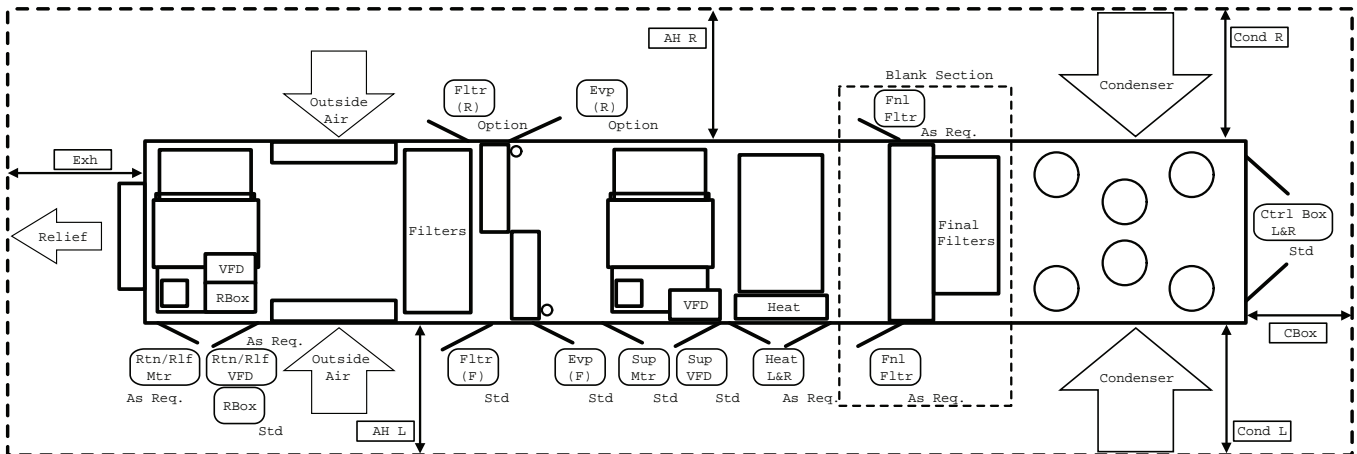 AH R
Cond R
Blank Section
Condenser
Fltr
(R)
Evp
(R)
Fnl
Fltr
Outside
Air
Option
Option
As Req.
Exh
Relief
Filters
Final
Filters
Ctrl Box
L&R
Std
VFD
RBox
VFD
Heat
As Req.
CBox
Rtn/Rlf
Mtr
Rtn/Rlf
VFD
Outside
Air
Fltr
(F)
Evp
(F)
Sup
Mtr
Sup
VFD
Heat
L&R
Fnl
Fltr
Condenser
As Req.
RBox
Std
Std
Std
Std
As Req.
As Req.
Std
AH L
Cond L